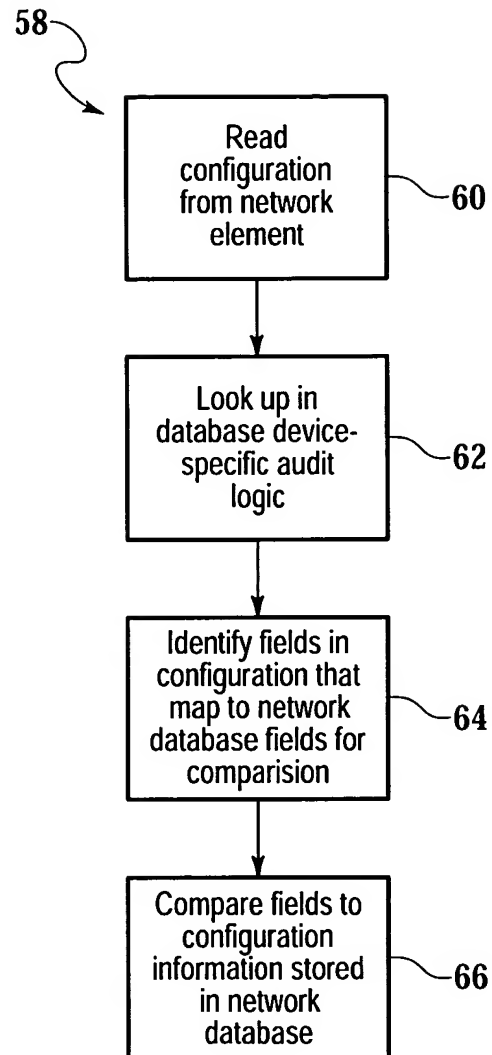 58
Read
configuration
from network
element
60
Look up in
database device-
specific audit
logic
62
Identify fields in
configuration that
map to network
database fields for
comparision
64
Compare fields to
configuration
information stored
in network
database
66